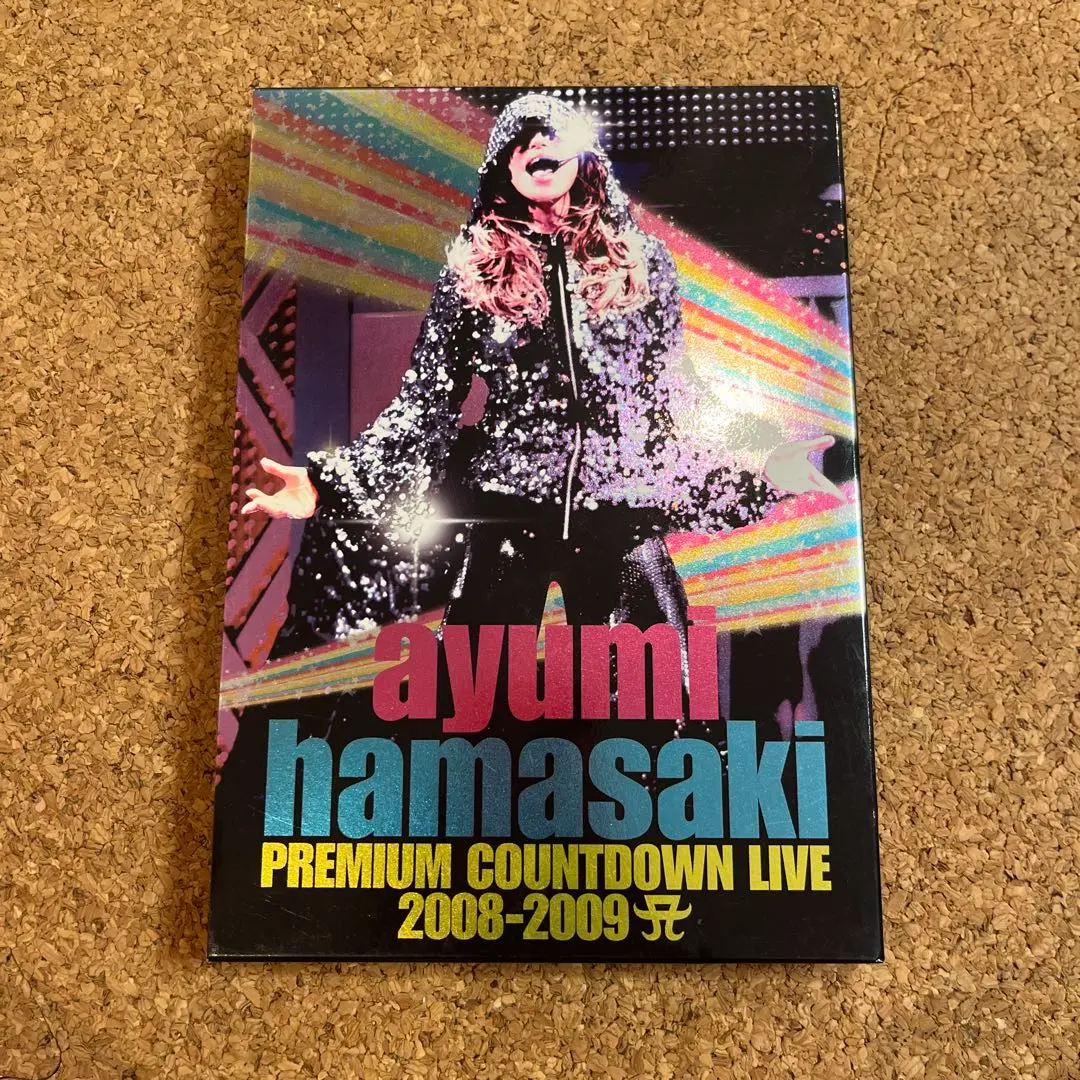 ayumi
hamasaki
PREMIUM COUNTDOWN LIVE
2008-2009 A